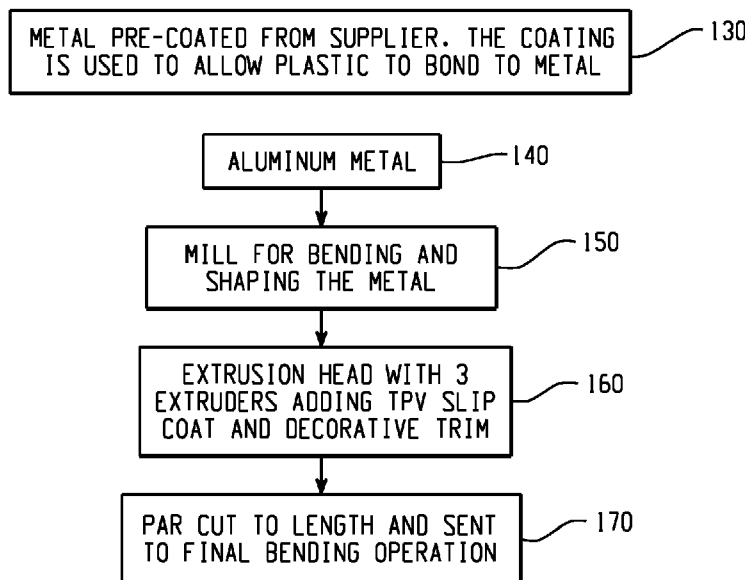 METAL PRE-COATED FROM SUPPLIER. THE COATING
IS USED TO ALLOW PLASTIC TO BOND TO METAL
130
ALUMINUM METAL
140
MILL FOR BENDING AND
SHAPING THE METAL
150
EXTRUSION HEAD WITH 3
EXTRUDERS ADDING TPV SLIP
COAT AND DECORATIVE TRIM
160
PAR CUT TO LENGTH AND SENT
TO FINAL BENDING OPERATION
170